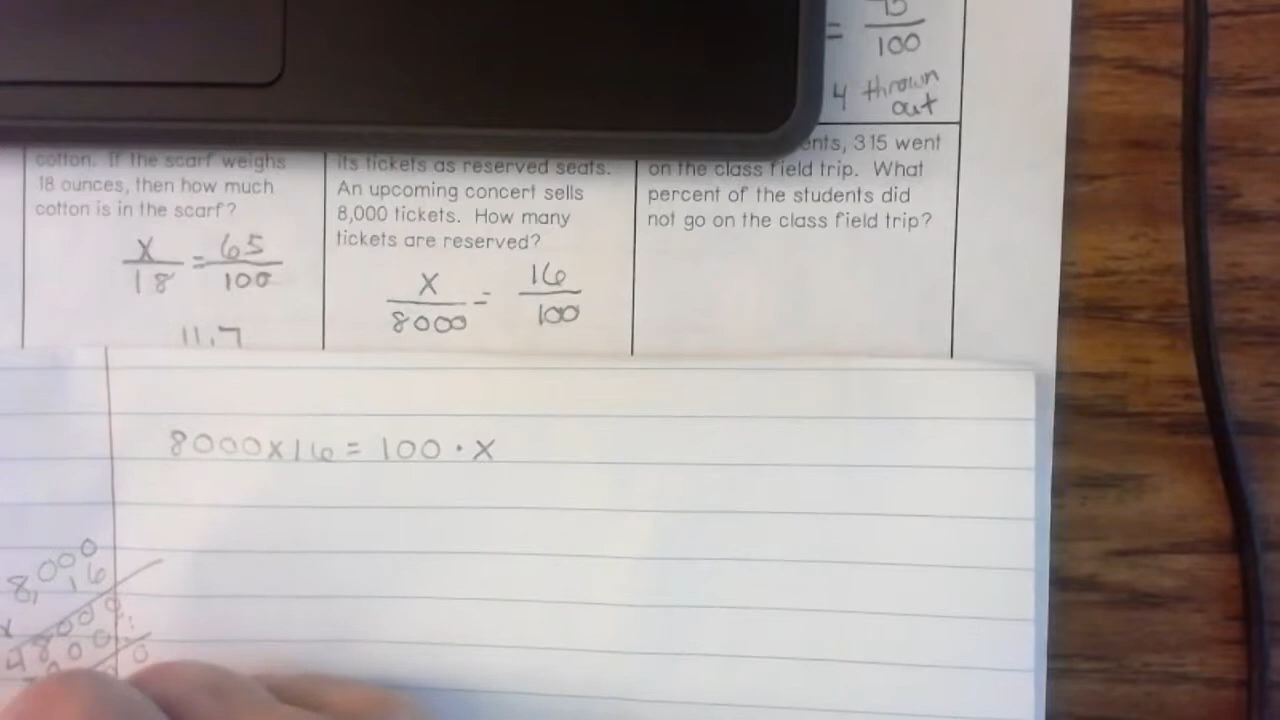 =
100
4 thrown
out
cotton. If the scarf weighs
18 ounces, then how much
cotton is in the scarf?
X/18 = 65/100
11.7
its tickets as reserved seats.
An upcoming concert sells
8,000 tickets. How many
tickets are reserved?
X/8000 = 16/100
315 went
on the class field trip. What
percent of the students did
not go on the class field trip?
8000x16 = 100 · X
8,000
x 16